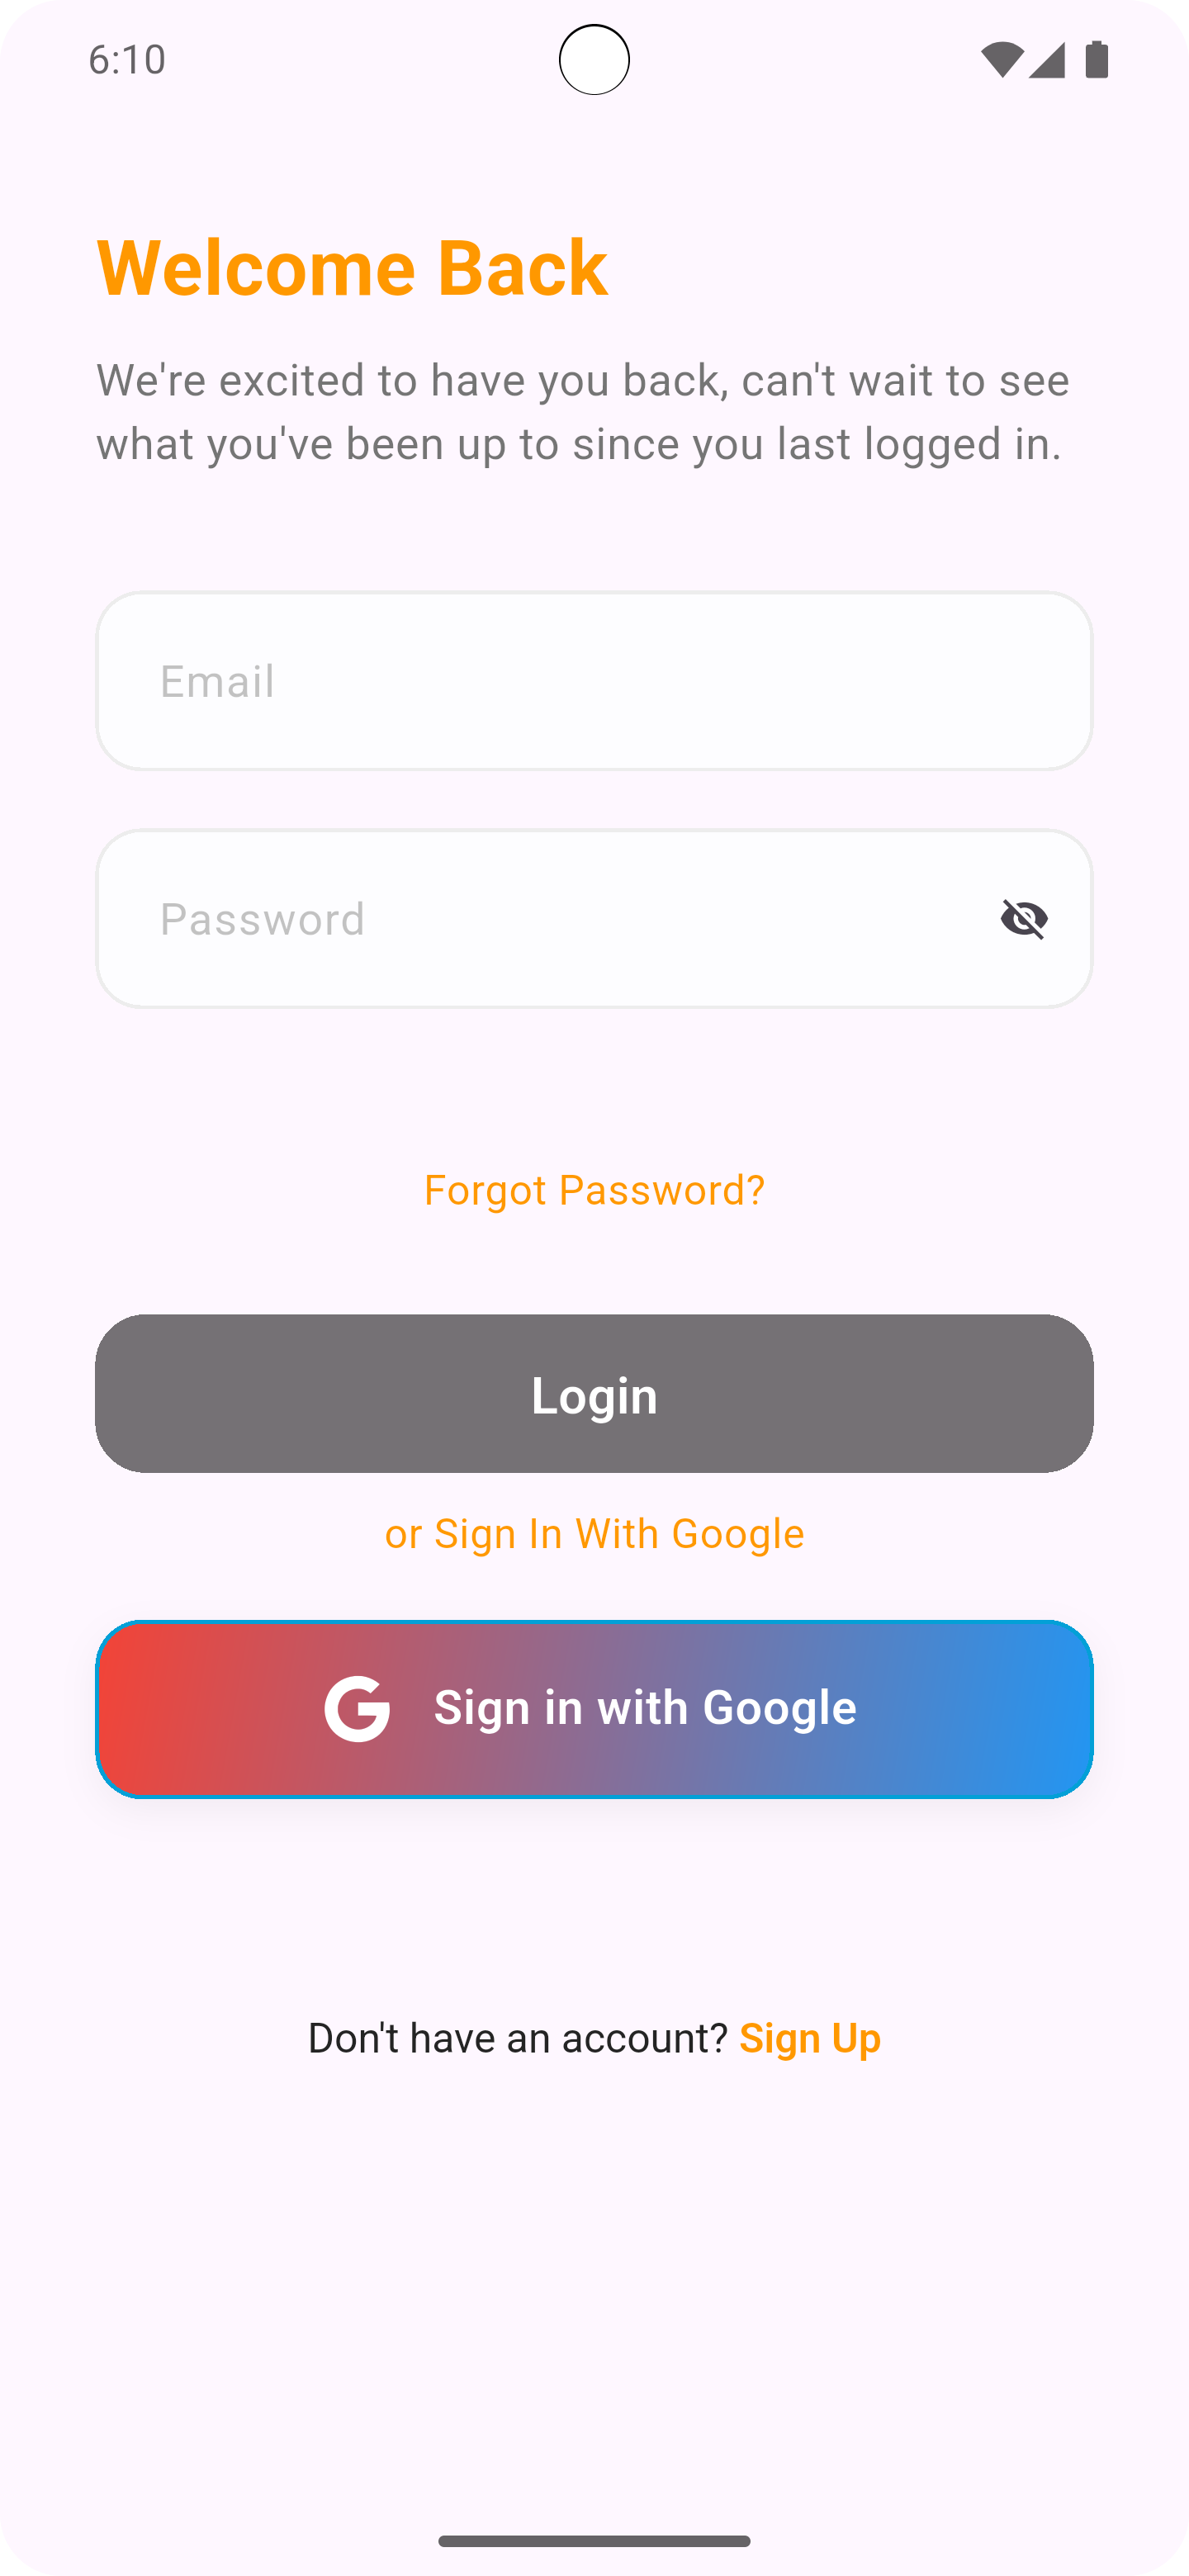 6:10
Welcome Back
We're excited to have you back, can't wait to see
what you've been up to since you last logged in.
Email
Password
Forgot Password?
Login
or Sign In With Google
Sign in with Google
Don't have an account? Sign Up